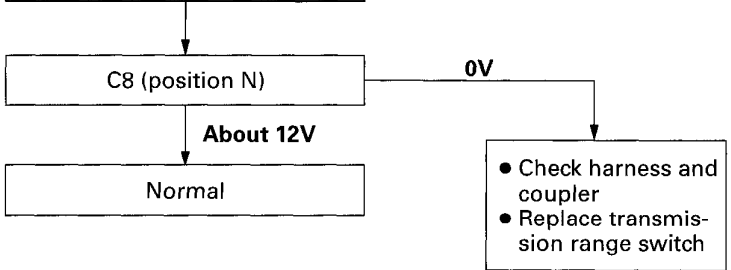 C8 (position N)
0V
About 12V
Normal
● Check harness and
coupler
● Replace transmis-
sion range switch